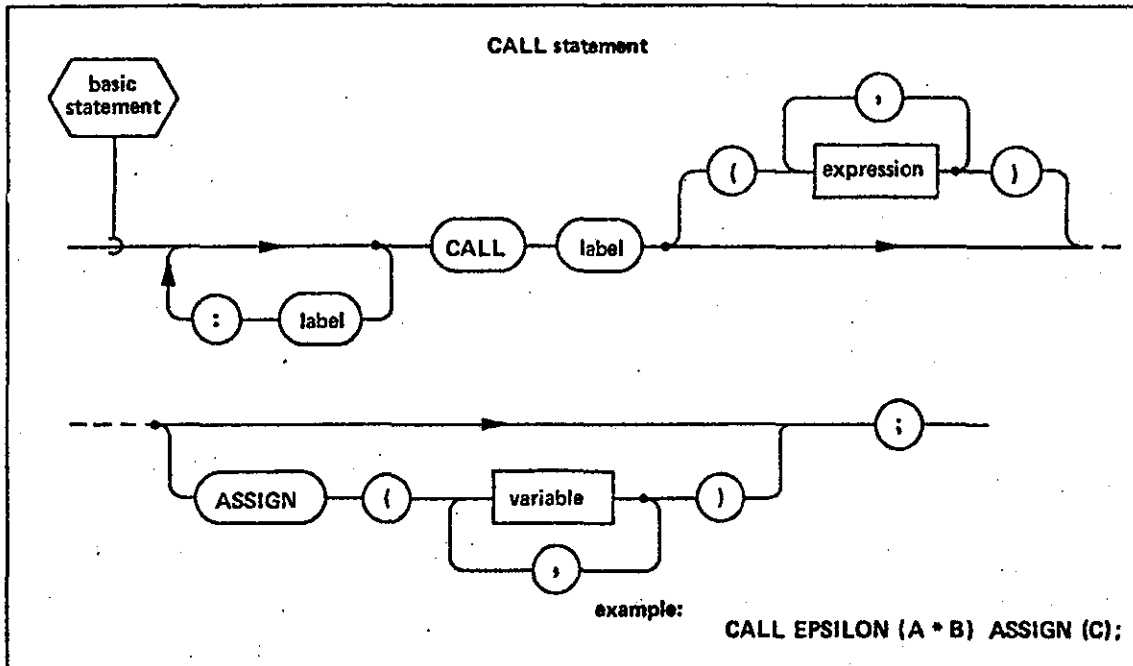 CALL statement
basic
statement
,
( expression )
CALL label
: label
;
ASSIGN ( variable )
,
example:
CALL EPSILON (A * B) ASSIGN (C);